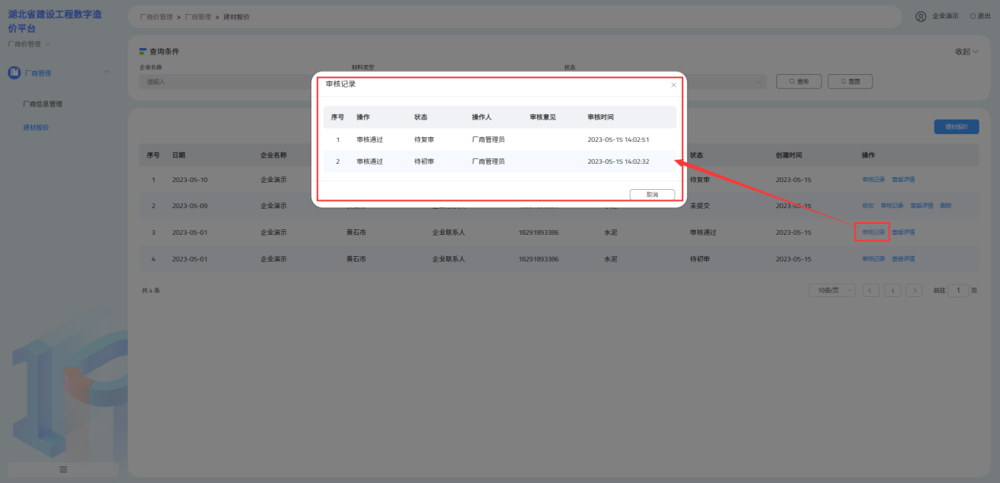 湖北省建设工程数字造
价平台
厂商价管理
厂商管理
厂商信息管理
建材报价
厂商价管理 > 厂商管理 > 建材报价
企业演示 退出
查询条件 收起
企业名称 材料类型 状态
请输入 查询 重置
建材报价
序号 日期 企业名称 状态 创建时间 操作
1 2023-05-10 企业演示 待复审 2023-05-15 审核记录 查看详情
2 2023-05-09 企业演示 未提交 2023-05-15 修改 审核记录 查看详情 删除
3 2023-05-01 企业演示 黄石市 企业联系人 18291893386 水泥 审核通过 2023-05-15 审核记录 查看详情
4 2023-05-01 企业演示 黄石市 企业联系人 18291893386 水泥 待初审 2023-05-15 审核记录 查看详情
共 4 条 10条/页 1 前往 1 页
审核记录
序号 操作 状态 操作人 审核意见 审核时间
1 审核通过 待复审 厂商管理员 2023-05-15 14:02:51
2 审核通过 待初审 厂商管理员 2023-05-15 14:02:32
取消